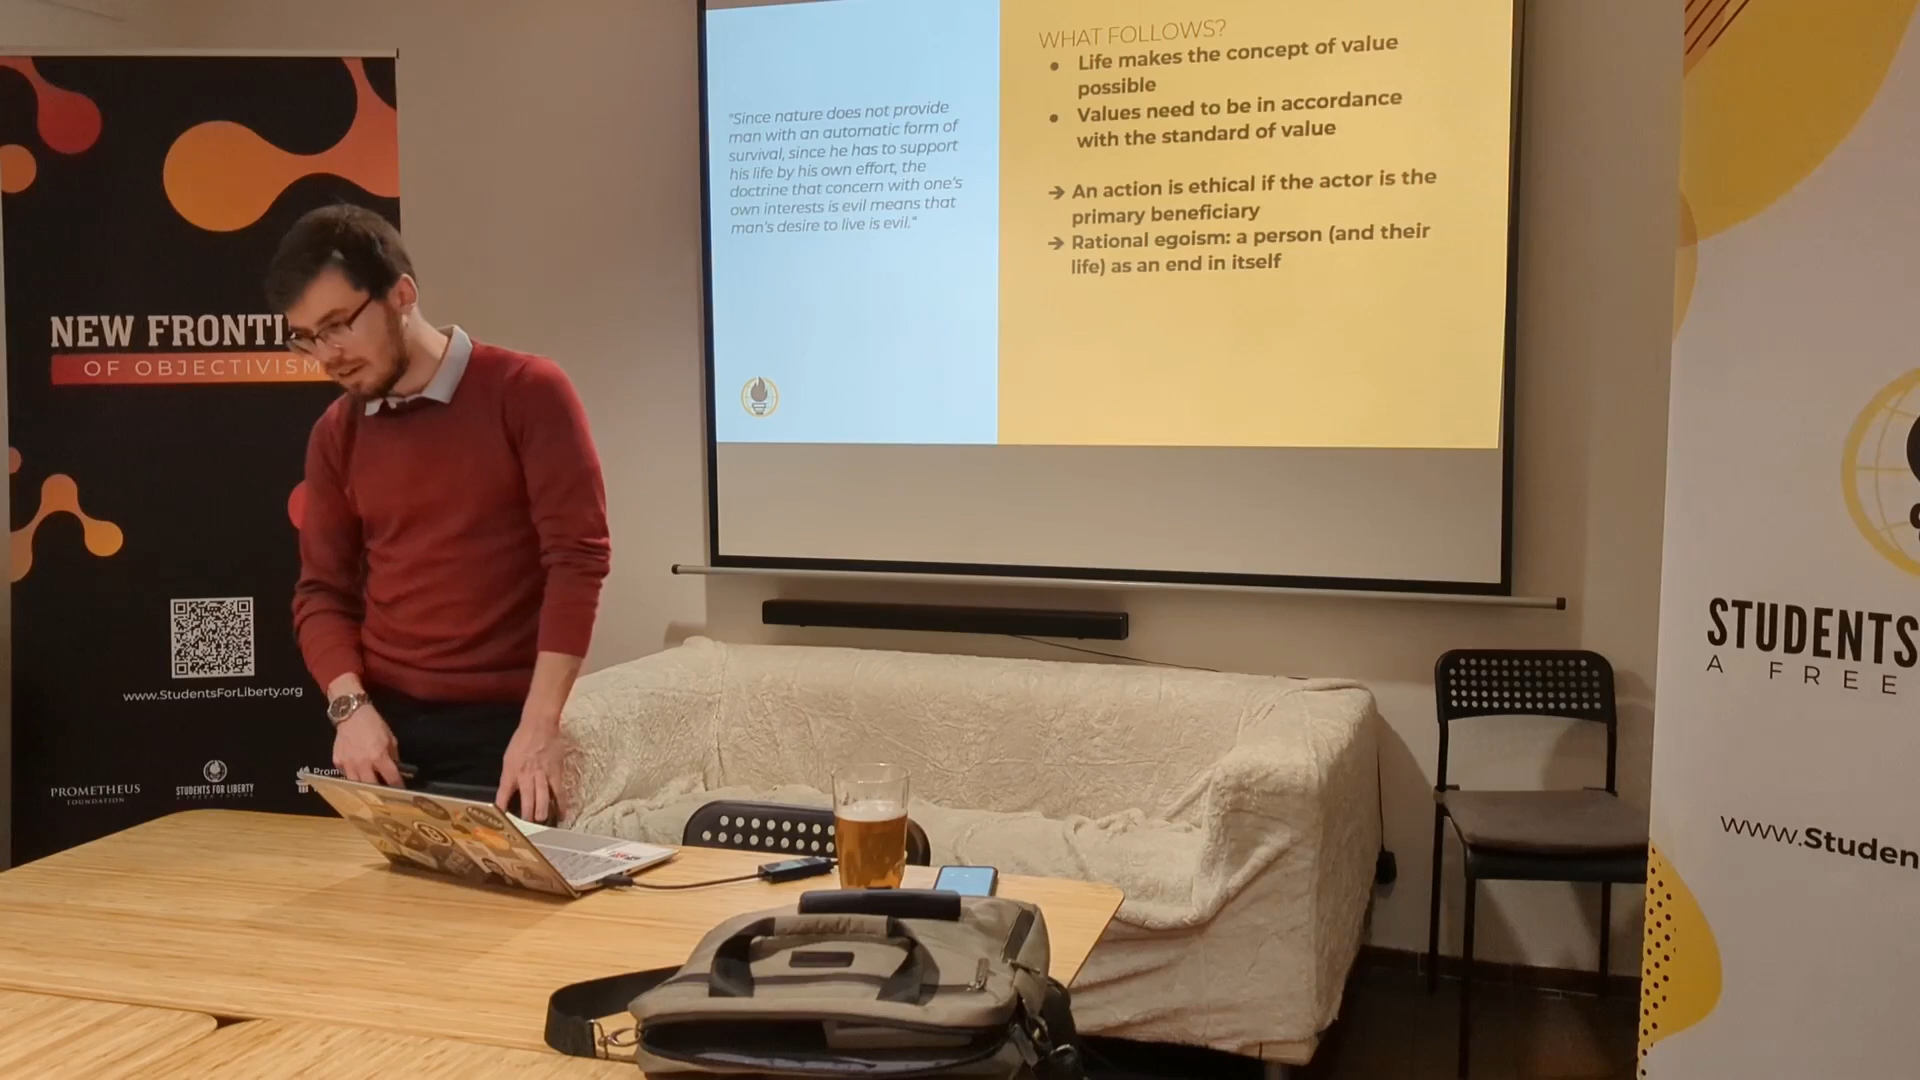 NEW FRONTI
OF OBJECTIVISM
www.StudentsForLiberty.org
PROMETHEUS
FOUNDATION
STUDENTS FOR LIBERTY
A FREER FUTURE
Prom
"Since nature does not provide
man with an automatic form of
survival, since he has to support
his life by his own effort, the
doctrine that concern with one's
own interests is evil means that
man's desire to live is evil."
WHAT FOLLOWS?
• Life makes the concept of value
possible
• Values need to be in accordance
with the standard of value
➔ An action is ethical if the actor is the
primary beneficiary
➔ Rational egoism: a person (and their
life) as an end in itself
STUDENTS
A FREE
www.Studen